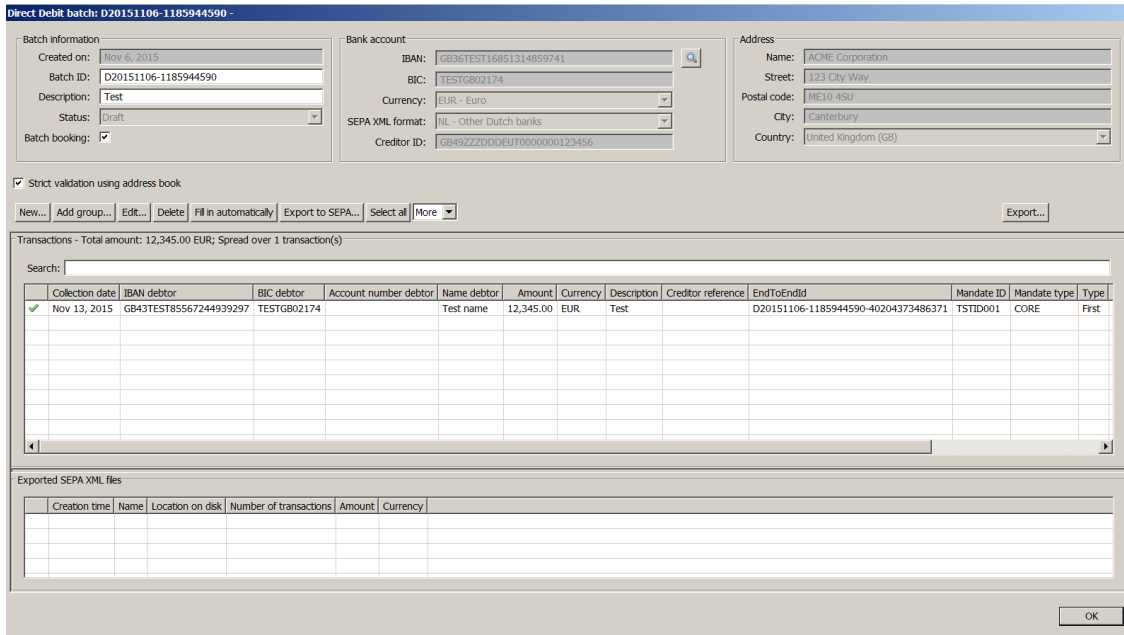 Direct Debit batch: D20151106-1185944590 -
Batch information
Created on: Nov 6, 2015
Batch ID: D20151106-1185944590
Description: Test
Status: Draft
Batch booking:
Bank account
IBAN: GB36TEST16851314859741
BIC: TESTGB02174
Currency: EUR - Euro
SEPA XML format: NL - Other Dutch banks
Creditor ID: GB49ZZZDDDEUT0000000123456
Address
Name: ACME Corporation
Street: 123 City Way
Postal code: ME10 4SU
City: Canterbury
Country: United Kingdom (GB)
Strict validation using address book
New... Add group... Edit... Delete Fill in automatically Export to SEPA... Select all More Export...
Transactions - Total amount: 12,345.00 EUR; Spread over 1 transaction(s)
Search:
Collection date IBAN debtor BIC debtor Account number debtor Name debtor Amount Currency Description Creditor reference EndToEndId Mandate ID Mandate type Type
Nov 13, 2015 GB43TEST85567244939297 TESTGB02174 Test name 12,345.00 EUR Test D20151106-1185944590-40204373486371 TSTID001 CORE First
Exported SEPA XML files
Creation time Name Location on disk Number of transactions Amount Currency
OK